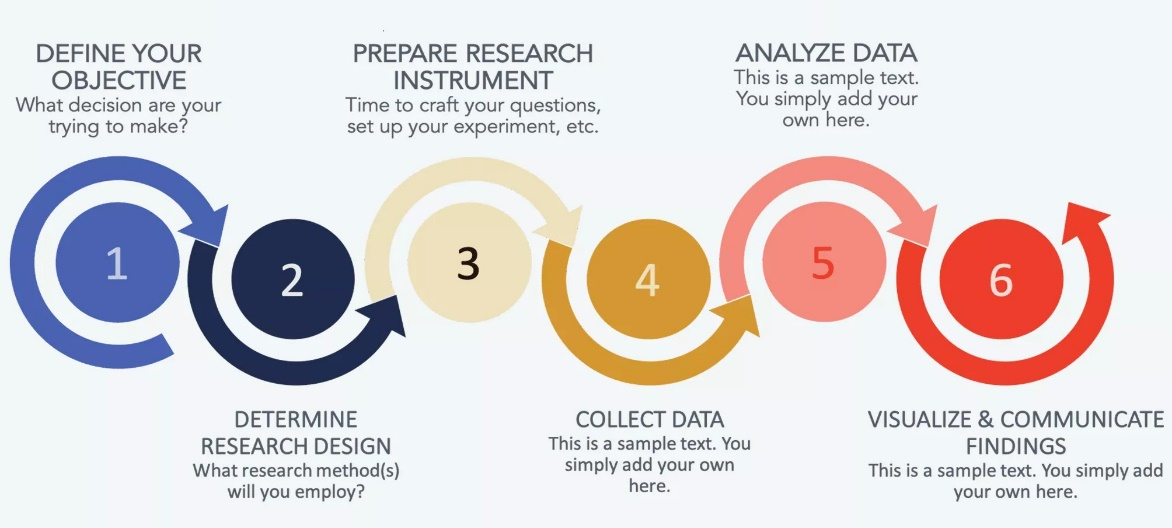 DEFINE YOUR
OBJECTIVE
What decision are your
trying to make?
1
DETERMINE
RESEARCH DESIGN
What research method(s)
will you employ?
2
PREPARE RESEARCH
INSTRUMENT
Time to craft your questions,
set up your experiment, etc.
3
COLLECT DATA
This is a sample text. You
simply add your own
here.
4
ANALYZE DATA
This is a sample text.
You simply add your
own here.
5
VISUALIZE & COMMUNICATE
FINDINGS
This is a sample text. You simply add
your own here.
6